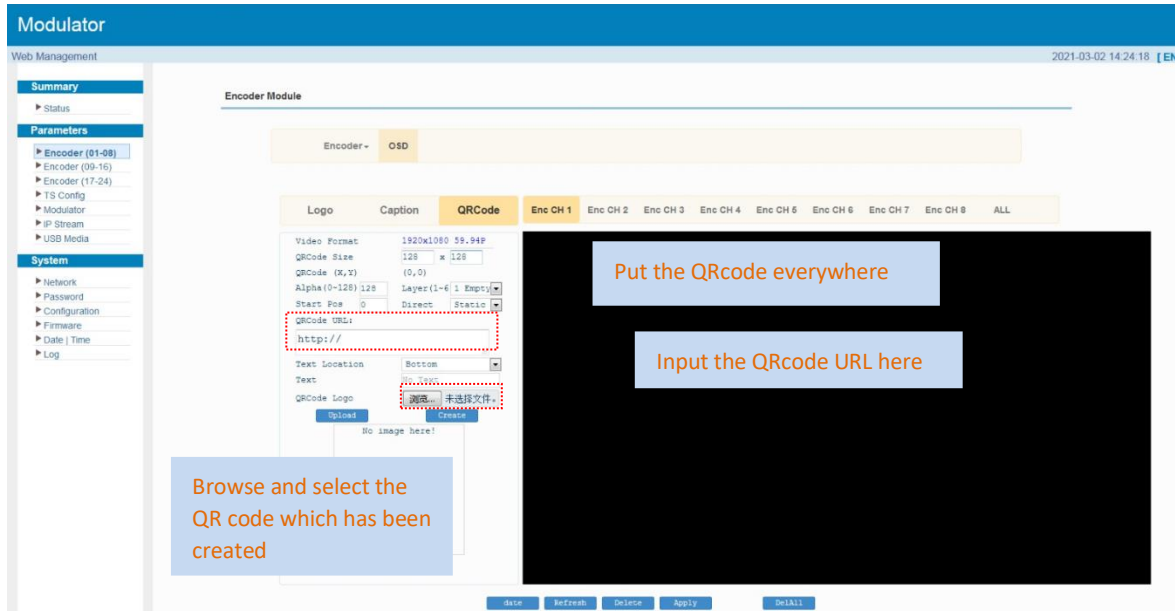 Modulator
Web Management
2021-03-02 14:24:18 [ EN
Summary
Status
Parameters
Encoder (01-08)
Encoder (09-16)
Encoder (17-24)
TS Config
Modulator
IP Stream
USB Media
System
Network
Password
Configuration
Firmware
Date | Time
Log
Encoder Module
Encoder OSD
Logo Caption QRCode Enc CH 1 Enc CH 2 Enc CH 3 Enc CH 4 Enc CH 5 Enc CH 6 Enc CH 7 Enc CH 8 ALL
Video Format 1920x1080 59.94P
QRCode Size 128 x 128
QRCode (X,Y) (0,0)
Alpha(0-128) 128 Layer(1-6 1 Empty
Start Pos 0 Direct Static
QRCode URL:
http://
Text Location Bottom
Text No Text
QRCode Logo 浏览… 未选择文件。
Upload Create
No image here!
Put the QRcode everywhere
Input the QRcode URL here
Browse and select the
QR code which has been
created
date Refresh Delete Apply DelAll